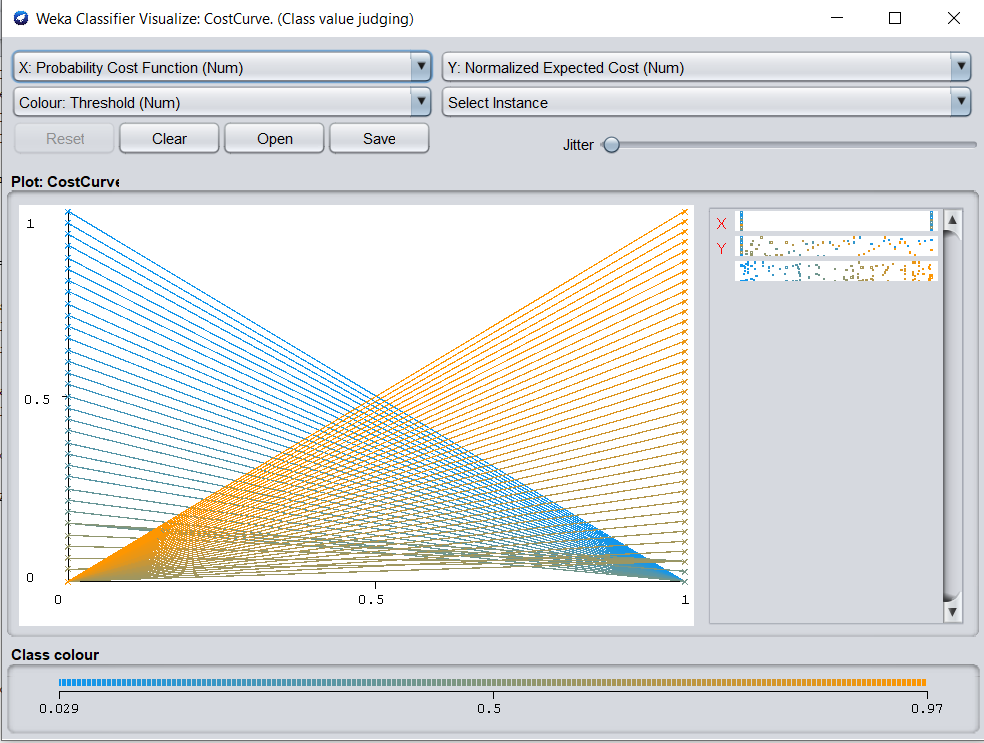 Weka Classifier Visualize: CostCurve. (Class value judging)
X: Probability Cost Function (Num) Y: Normalized Expected Cost (Num)
Colour: Threshold (Num) Select Instance
Reset Clear Open Save Jitter
Plot: CostCurve
X
Y
1
0.5
0
0 0.5 1
Class colour
0.029 0.5 0.97